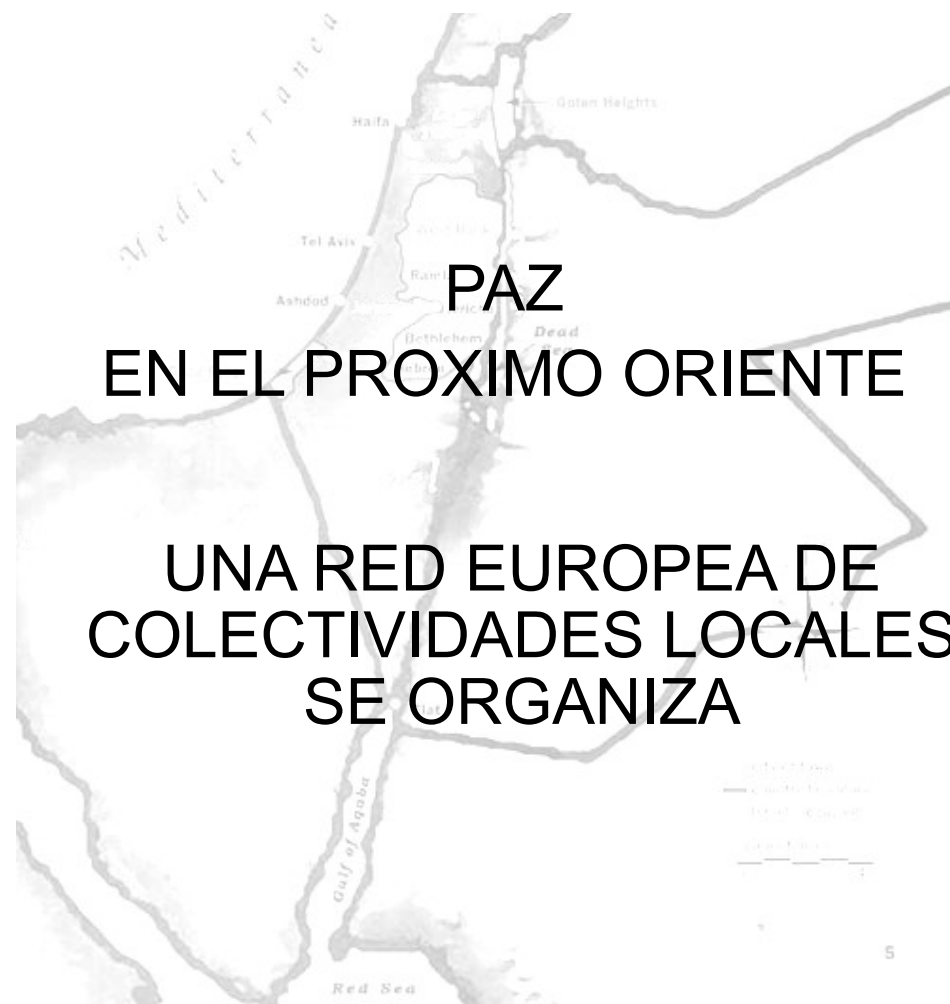 Mediterranean
Golan Heights
Haifa
Tel Aviv
PAZ
Ashdod
Bethlehem
Dead
EN EL PROXIMO ORIENTE
UNA RED EUROPEA DE
COLECTIVIDADES LOCALES
SE ORGANIZA
Gulf of Aqaba
5
Red Sea